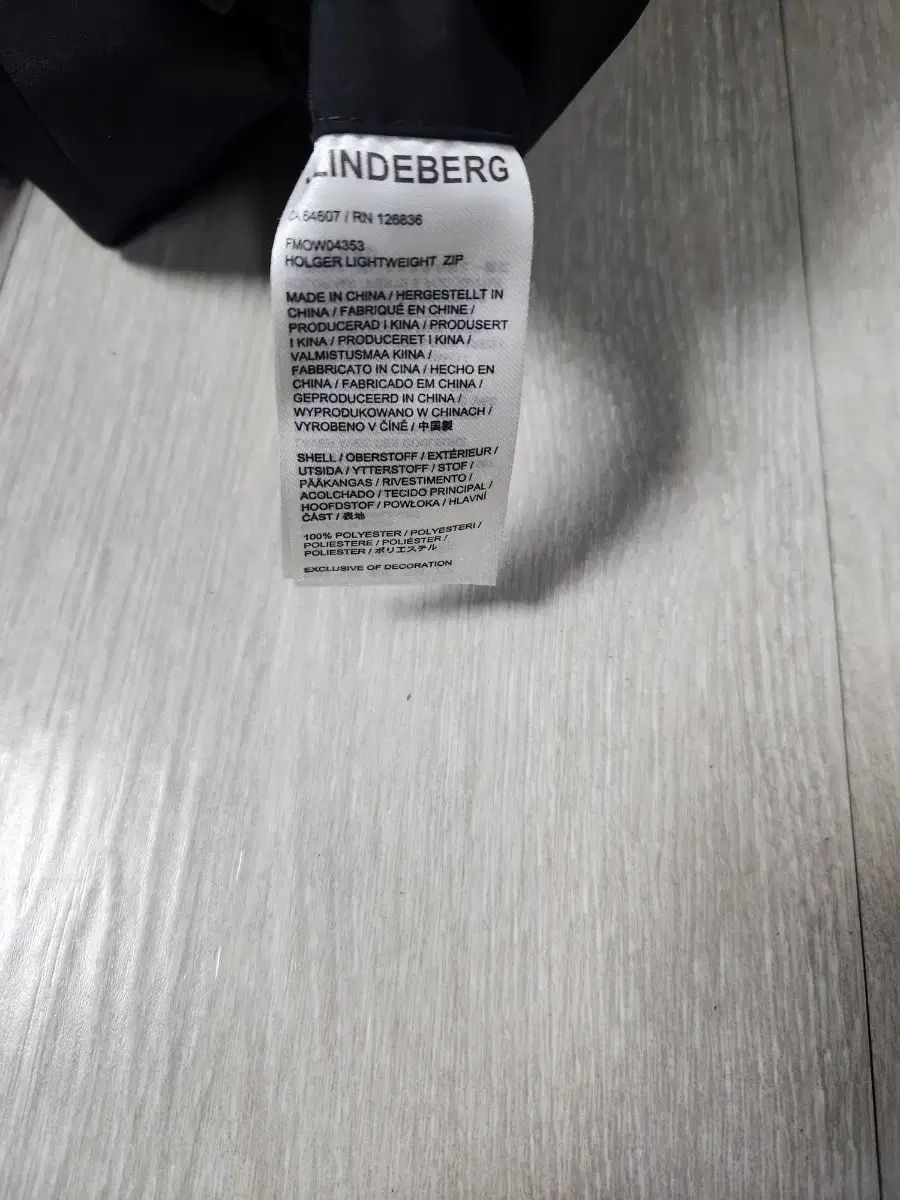 .LINDEBERG
CA 64607 / RN 126836
FMOW04353
HOLGER LIGHTWEIGHT ZIP
MADE IN CHINA / HERGESTELLT IN
CHINA / FABRIQUÉ EN CHINE /
PRODUCERAD I KINA / PRODUSERT
I KINA / PRODUCERET I KINA /
VALMISTUSMAA KIINA /
FABBRICATO IN CINA / HECHO EN
CHINA / FABRICADO EM CHINA /
GEPRODUCEERD IN CHINA /
WYPRODUKOWANO W CHINACH /
VYROBENO V ČÍNĚ / 中国製
SHELL / OBERSTOFF / EXTÉRIEUR /
UTSIDA / YTTERSTOFF / STOF /
PÄÄKANGAS / RIVESTIMENTO /
ACOLCHADO / TECIDO PRINCIPAL /
HOOFDSTOF / POWŁOKA / HLAVNÍ
ČÁST / 表地
100% POLYESTER / POLYESTERI /
POLIESTERE / POLIÉSTER /
POLIESTER / ポリエステル
EXCLUSIVE OF DECORATION